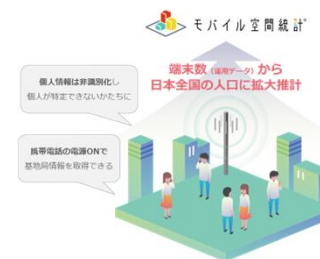 モバイル空間統計®
端末数(運用データ)から
日本全国の人口に拡大推計
個人情報は非識別化し
個人が特定できないかたちに
携帯電話の電源ONで
基地局情報を取得できる